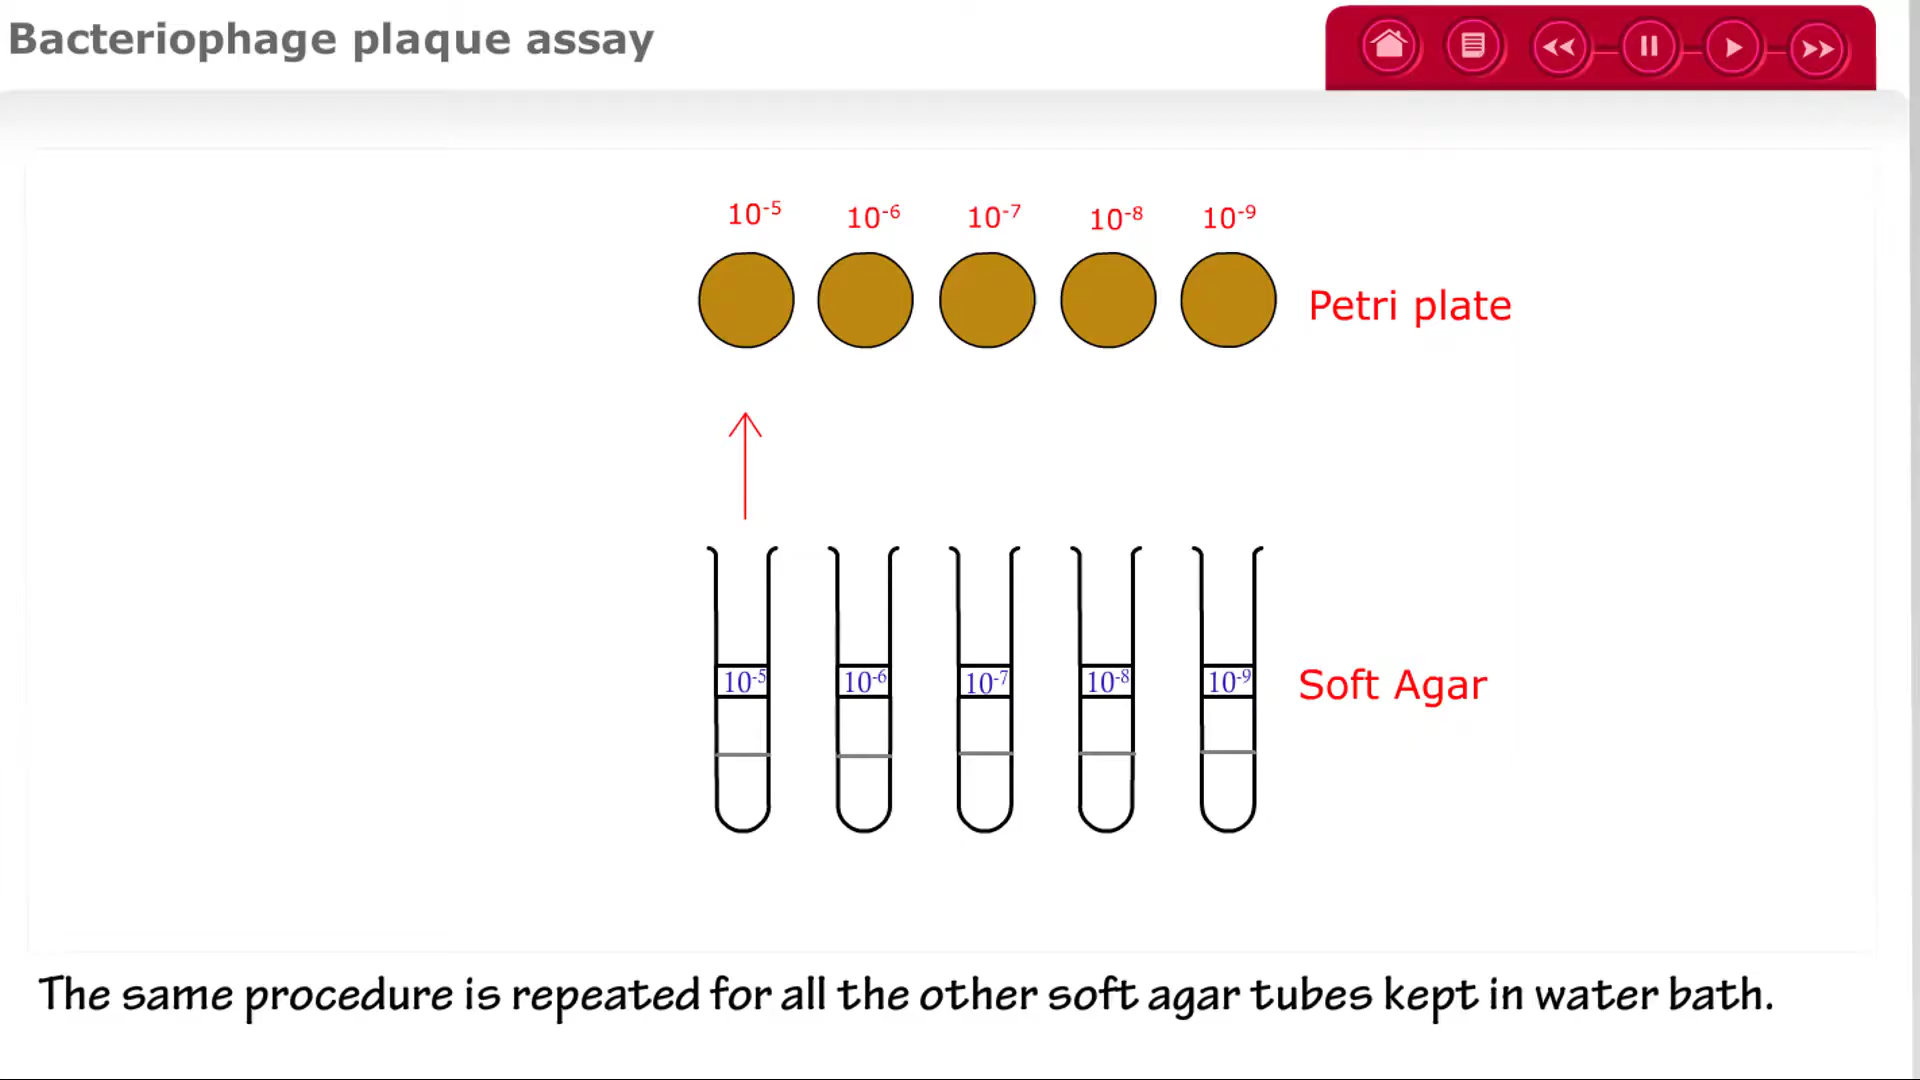 Bacteriophage plaque assay
10⁻⁵ 10⁻⁶ 10⁻⁷ 10⁻⁸ 10⁻⁹
Petri plate
10⁻⁵ 10⁻⁶ 10⁻⁷ 10⁻⁸ 10⁻⁹
Soft Agar
The same procedure is repeated for all the other soft agar tubes kept in water bath.